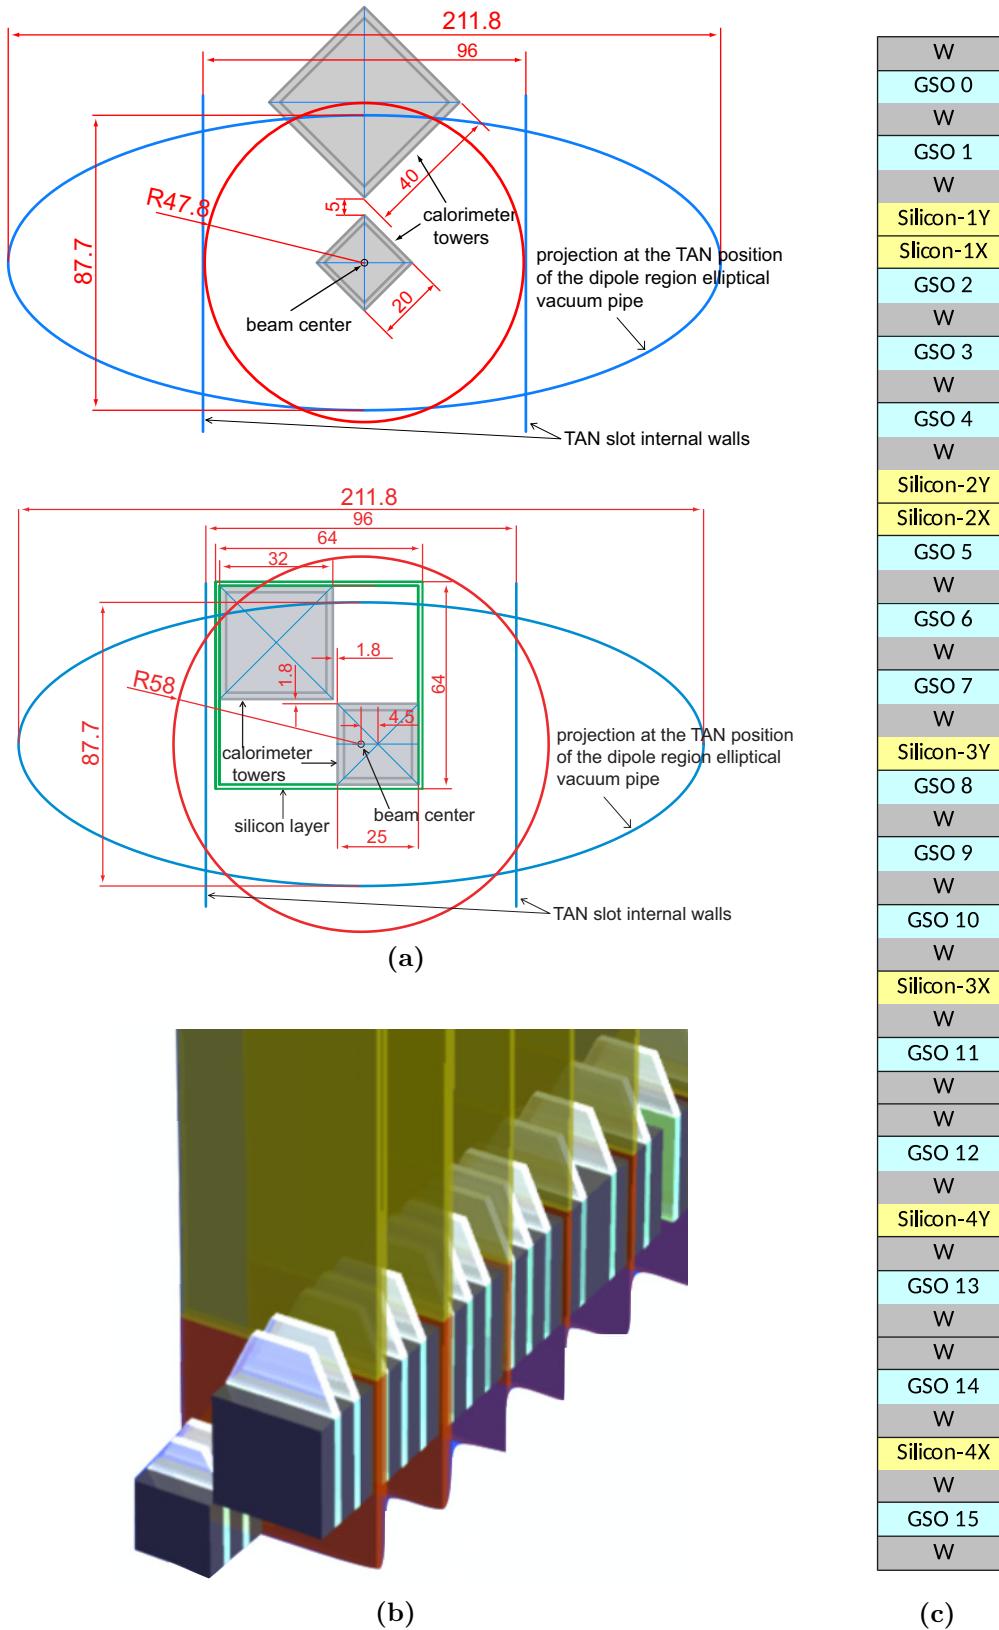 211.8
96
R47.8
87.7
5
40
calorimeter
towers
20
beam center
projection at the TAN position
of the dipole region elliptical
vacuum pipe
TAN slot internal walls
211.8
96
64
32
1.8
1.8
64
R58
87.7
4.5
calorimeter
towers
silicon layer
beam center
25
projection at the TAN position
of the dipole region elliptical
vacuum pipe
TAN slot internal walls
(a)
(b)
W
GSO 0
W
GSO 1
W
Silicon-1Y
Slicon-1X
GSO 2
W
GSO 3
W
GSO 4
W
Silicon-2Y
Silicon-2X
GSO 5
W
GSO 6
W
GSO 7
W
Silicon-3Y
GSO 8
W
GSO 9
W
GSO 10
W
Silicon-3X
W
GSO 11
W
W
GSO 12
W
Silicon-4Y
W
GSO 13
W
W
GSO 14
W
Silicon-4X
W
GSO 15
W
(c)